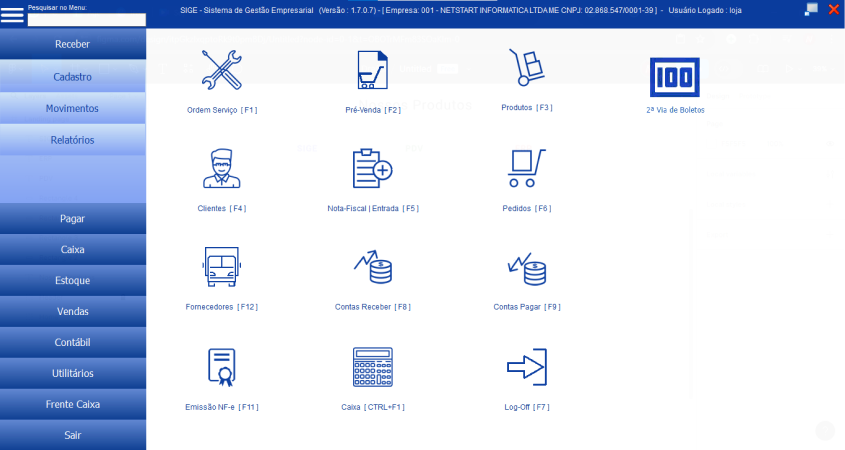 Pesquisar no Menu:
SIGE - Sistema de Gestão Empresarial (Versão : 1.7.0.7) - [ Empresa: 001 - NETSTART INFORMATICA LTDA ME CNPJ: 02.868.547/0001-39 ] - Usuário Logado : loja
Receber
Cadastro
Movimentos
Relatórios
Pagar
Caixa
Estoque
Vendas
Contábil
Utilitários
Frente Caixa
Sair
Ordem Serviço [ F1 ]
Pré-Venda [ F2 ]
Produtos [ F3 ]
100
2ª Via de Boletos
Clientes [ F4 ]
Nota-Fiscal | Entrada [ F5 ]
Pedidos [ F6 ]
Fornecedores [ F12 ]
Contas Receber [ F8 ]
Contas Pagar [ F9 ]
Emissão NF-e [ F11 ]
Caixa [ CTRL+F1 ]
Log-Off [ F7 ]